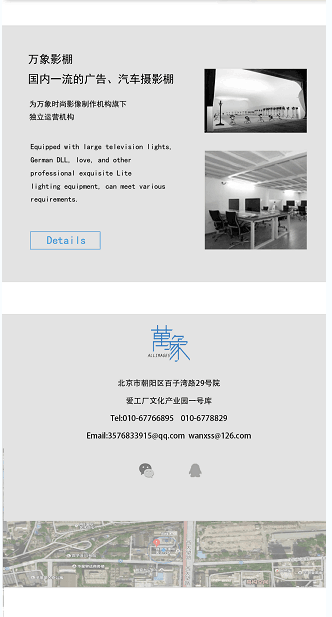 万象影棚
国内一流的广告、汽车摄影棚
为万象时尚影像制作机构旗下
独立运营机构
Equipped with large television lights,
German DLL, love, and other
professional exquisite Lite
lighting equipment, can meet various
requirements.
Details
萬象
北京市朝阳区百子湾路29号院
爱工厂文化产业园一号库
Tel:010-67766895 010-6778829
Email:3576833915@qq.com wanxss@126.com